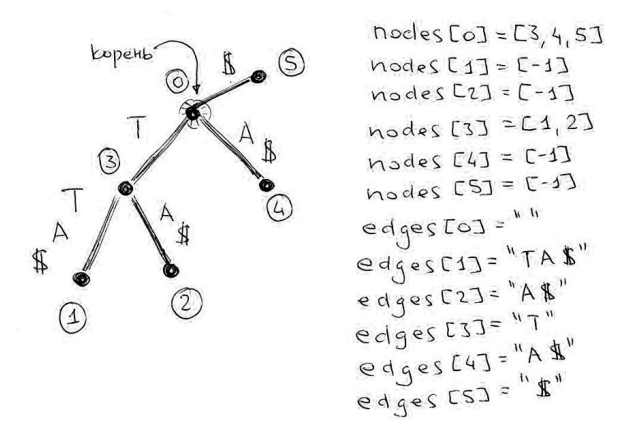 корень
0
$
5
T
A
$
3
4
T
A
$
A
$
1
2
nodes[0] = [3,4,5]
nodes[1] = [-1]
nodes[2] = [-1]
nodes[3] = [1,2]
nodes[4] = [-1]
nodes[5] = [-1]
edges[0] = " "
edges[1] = "TA$"
edges[2] = "A$"
edges[3] = "T"
edges[4] = "A$"
edges[5] = "$"